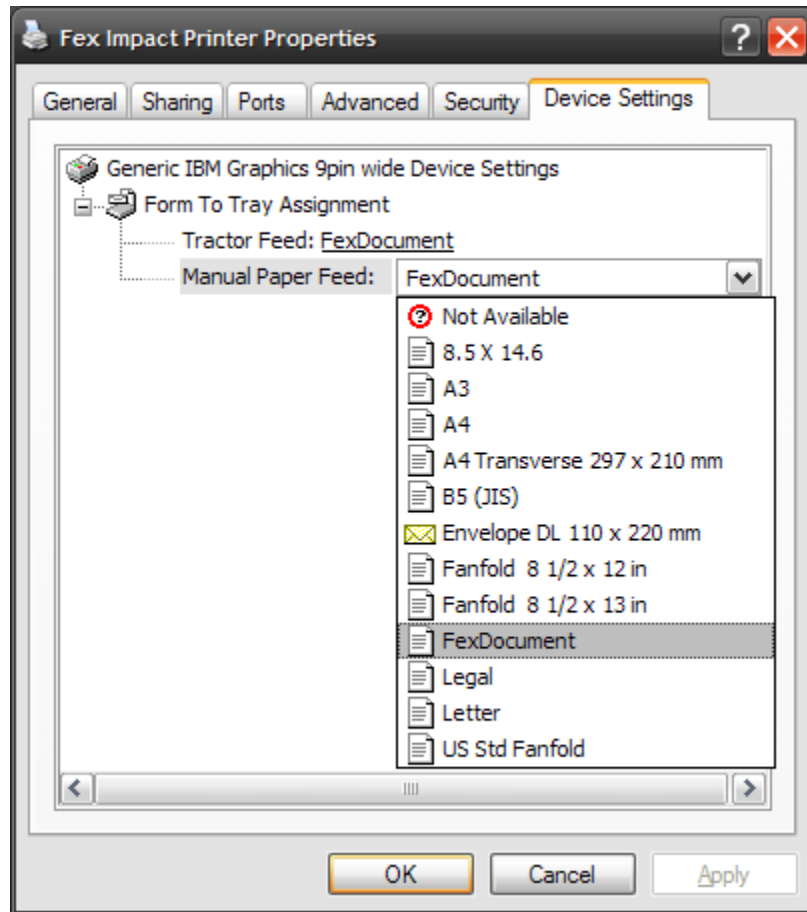 Fex Impact Printer Properties
General Sharing Ports Advanced Security Device Settings
Generic IBM Graphics 9pin wide Device Settings
Form To Tray Assignment
Tractor Feed: FexDocument
Manual Paper Feed: FexDocument
Not Available
8.5 X 14.6
A3
A4
A4 Transverse 297 x 210 mm
B5 (JIS)
Envelope DL 110 x 220 mm
Fanfold 8 1/2 x 12 in
Fanfold 8 1/2 x 13 in
FexDocument
Legal
Letter
US Std Fanfold
OK Cancel Apply